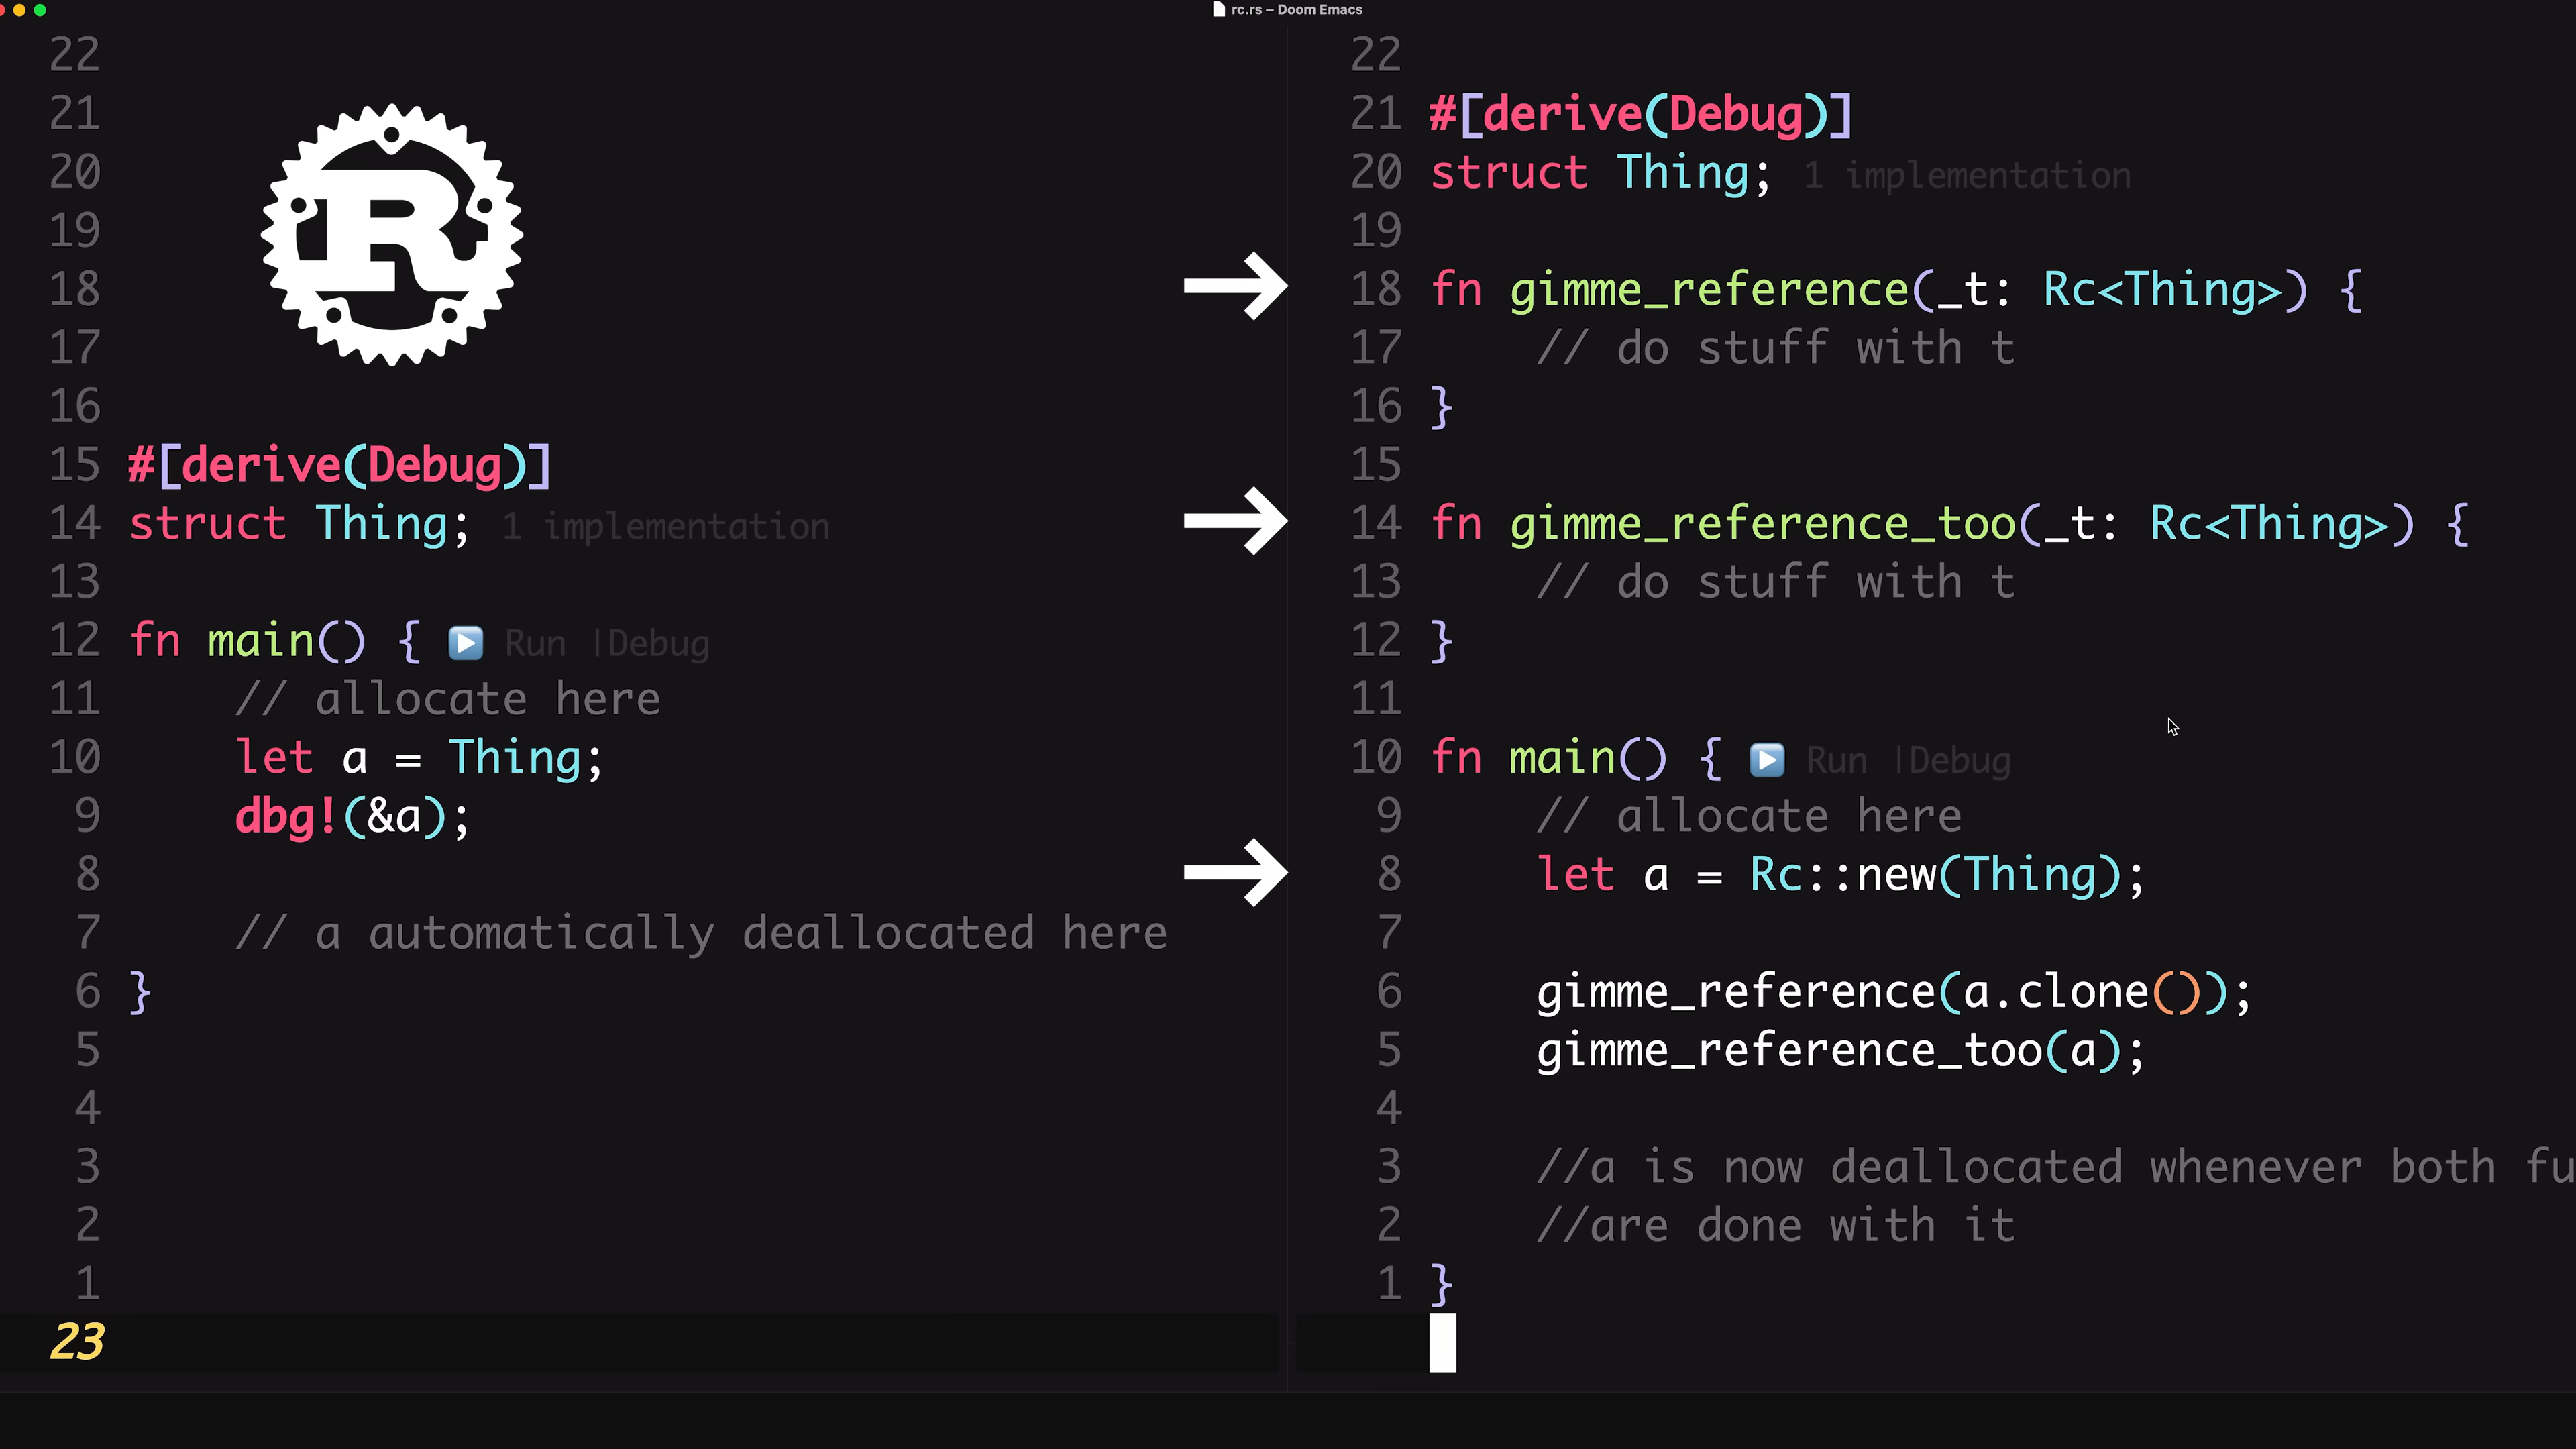 rc.rs – Doom Emacs
22
21
20
19
18
17
16
15 #[derive(Debug)]
14 struct Thing; 1 implementation
13
12 fn main() { Run |Debug
11 // allocate here
10 let a = Thing;
9 dbg!(&a);
8
7 // a automatically deallocated here
6 }
5
4
3
2
1
23
22
21 #[derive(Debug)]
20 struct Thing; 1 implementation
19
18 fn gimme_reference(_t: Rc<Thing>) {
17 // do stuff with t
16 }
15
14 fn gimme_reference_too(_t: Rc<Thing>) {
13 // do stuff with t
12 }
11
10 fn main() { Run |Debug
9 // allocate here
8 let a = Rc::new(Thing);
7
6 gimme_reference(a.clone());
5 gimme_reference_too(a);
4
3 //a is now deallocated whenever both fu
2 //are done with it
1 }